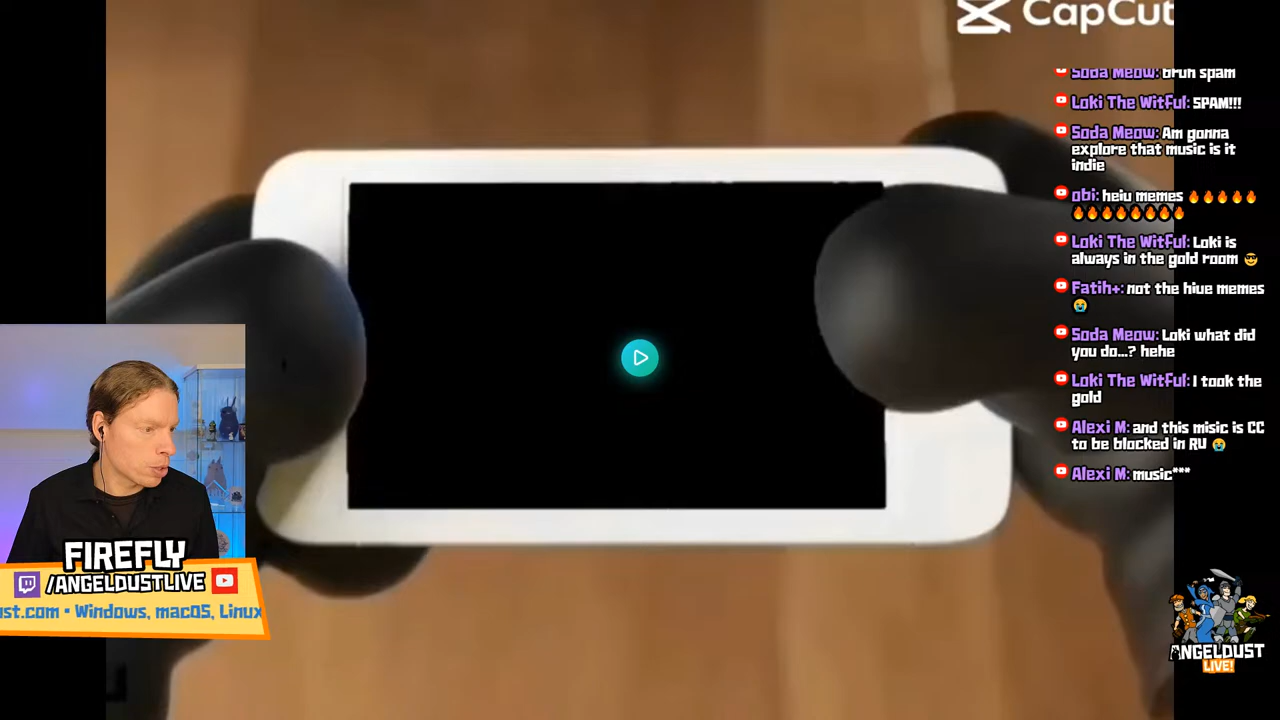 CapCut
Soda Meow: bruh spam
Loki The Witful: SPAM!!!
Soda Meow: Am gonna
explore that music is it
indie
obi: heiu memes 🔥🔥🔥🔥🔥
🔥🔥🔥🔥🔥🔥🔥🔥
Loki The Witful: Loki is
always in the gold room 😎
Fatih+: not the hiue memes
😭
Soda Meow: Loki what did
you do...? hehe
Loki The Witful: I took the
gold
Alexi M: and this misic is CC
to be blocked in RU 😭
Alexi M: music***
FIREFLY
/ANGELDUSTLIVE
ust.com • Windows, macOS, Linux
ANGELDUST
LIVE!